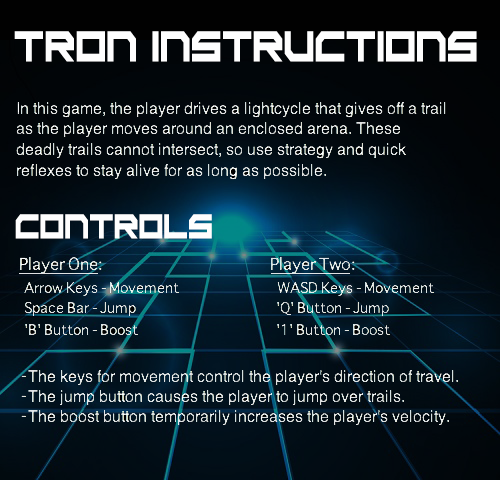 TRON INSTRUCTIONS
In this game, the player drives a lightcycle that gives off a trail
as the player moves around an enclosed arena. These
deadly trails cannot intersect, so use strategy and quick
reflexes to stay alive for as long as possible.
CONTROLS
Player One:
Arrow Keys - Movement
Space Bar - Jump
'B' Button - Boost
Player Two:
WASD Keys - Movement
'Q' Button - Jump
'1' Button - Boost
-The keys for movement control the player's direction of travel.
-The jump button causes the player to jump over trails.
-The boost button temporarily increases the player's velocity.